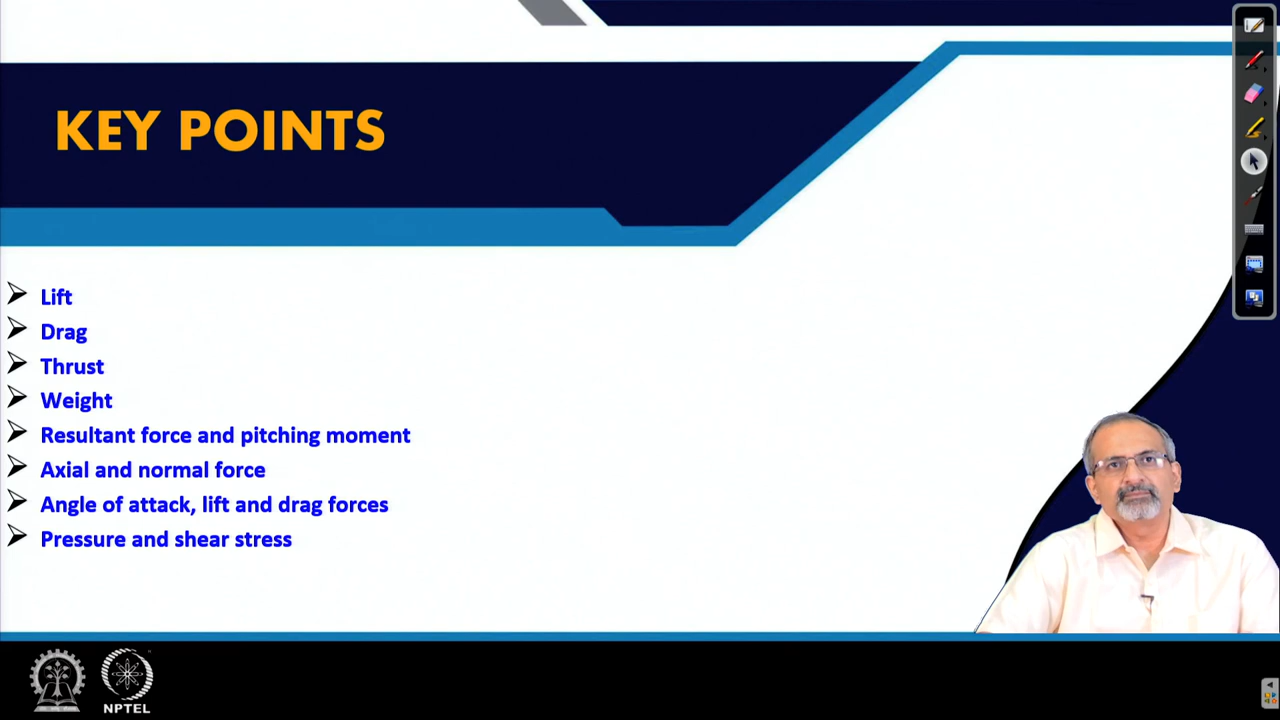 KEY POINTS
Lift
Drag
Thrust
Weight
Resultant force and pitching moment
Axial and normal force
Angle of attack, lift and drag forces
Pressure and shear stress
NPTEL